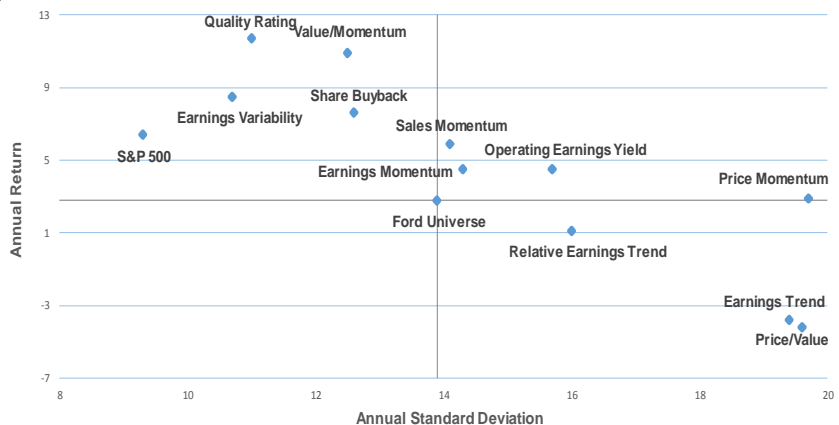 13
Quality Rating
Value/Momentum
9
Share Buyback
Earnings Variability
Sales Momentum
S&P 500
Operating Earnings Yield
5
Earnings Momentum
Price Momentum
Ford Universe
1
Relative Earnings Trend
-3
Earnings Trend
Price/Value
-7
8 10 12 14 16 18 20
Annual Return
Annual Standard Deviation